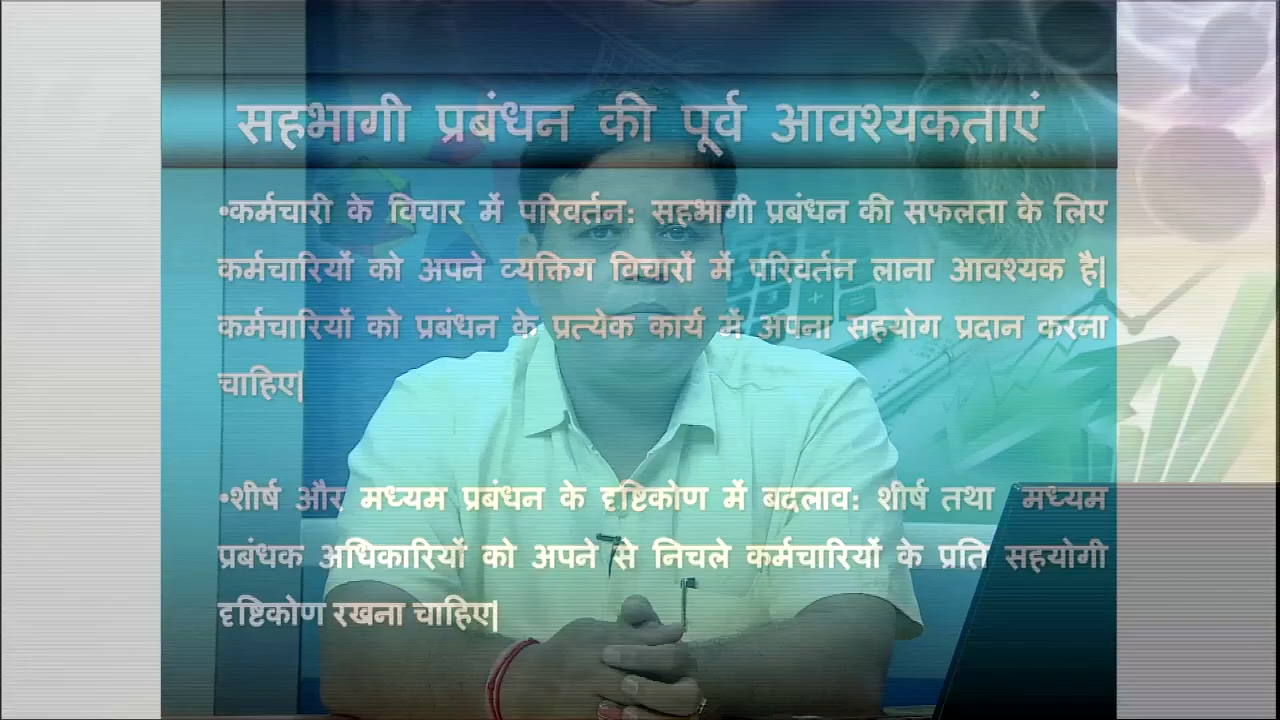 सहभागी प्रबंधन की पूर्व आवश्यकताएं
•कर्मचारी के विचार में परिवर्तन: सहभागी प्रबंधन की सफलता के लिए
कर्मचारियों को अपने व्यक्तिग विचारों में परिवर्तन लाना आवश्यक है|
कर्मचारियों को प्रबंधन के प्रत्येक कार्य में अपना सहयोग प्रदान करना
चाहिए|
•शीर्ष और मध्यम प्रबंधन के दृष्टिकोण में बदलाव: शीर्ष तथा मध्यम
प्रबंधक अधिकारियों को अपने से निचले कर्मचारियों के प्रति सहयोगी
दृष्टिकोण रखना चाहिए|